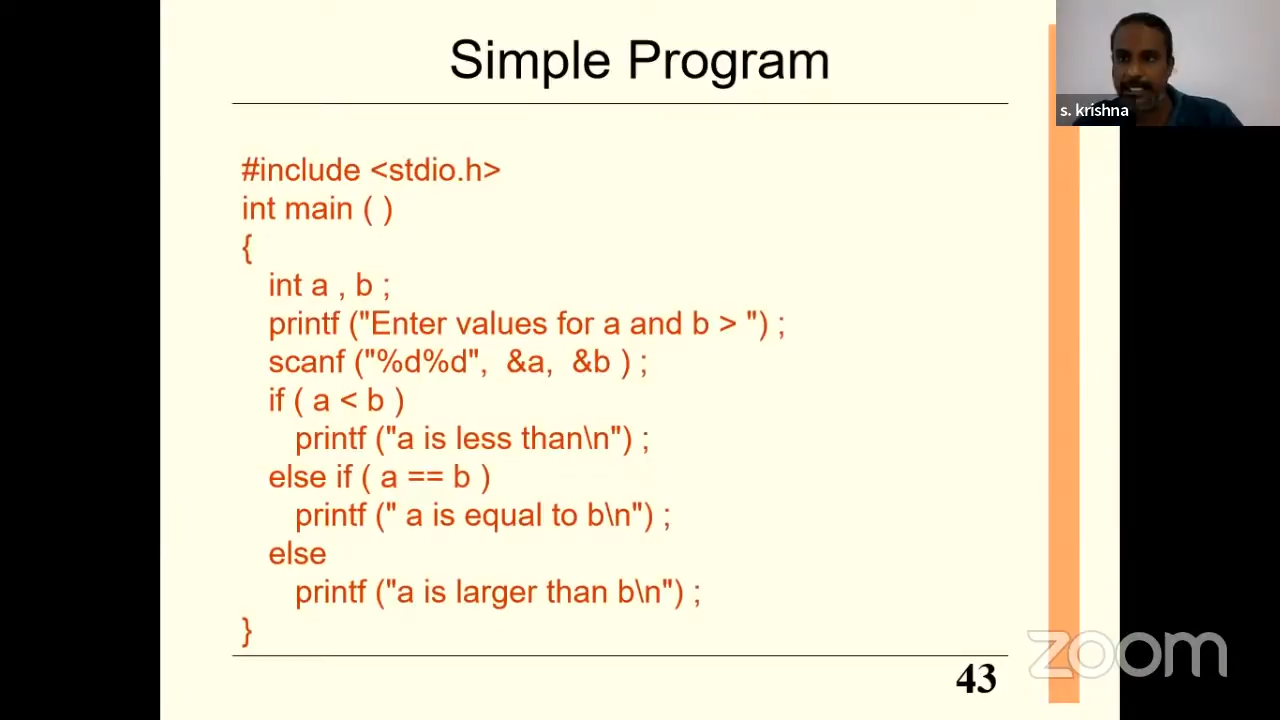 Simple Program
s. krishna
#include <stdio.h>
int main ( )
{
int a , b ;
printf ("Enter values for a and b > ") ;
scanf ("%d%d", &a, &b ) ;
if ( a < b )
printf ("a is less than\n") ;
else if ( a == b )
printf (" a is equal to b\n") ;
else
printf ("a is larger than b\n") ;
}
43
zoom